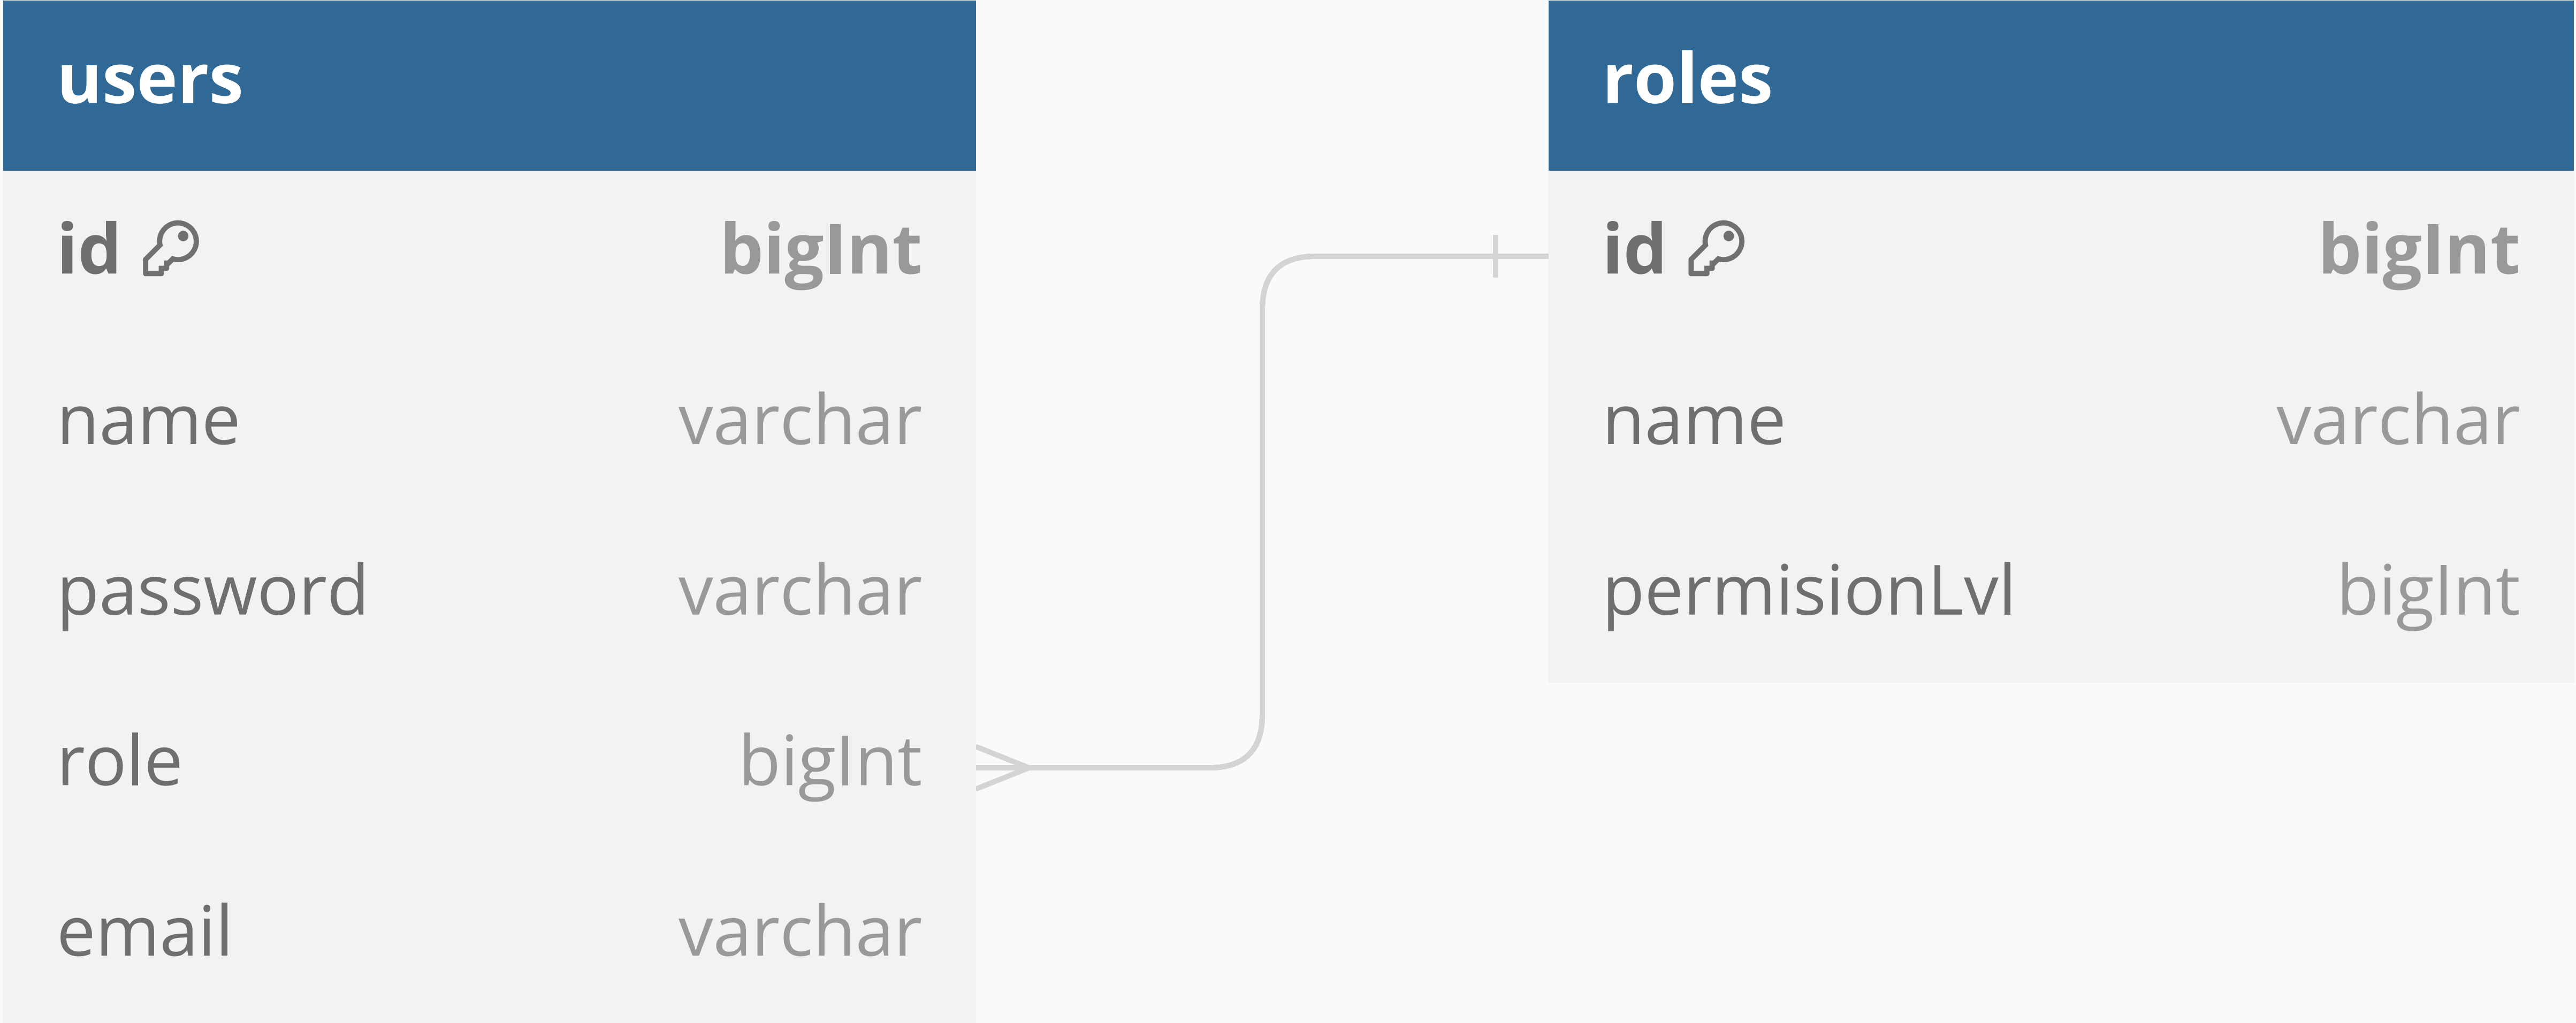 users
id bigInt
name varchar
password varchar
role bigInt
email varchar
roles
id bigInt
name varchar
permisionLvl bigInt